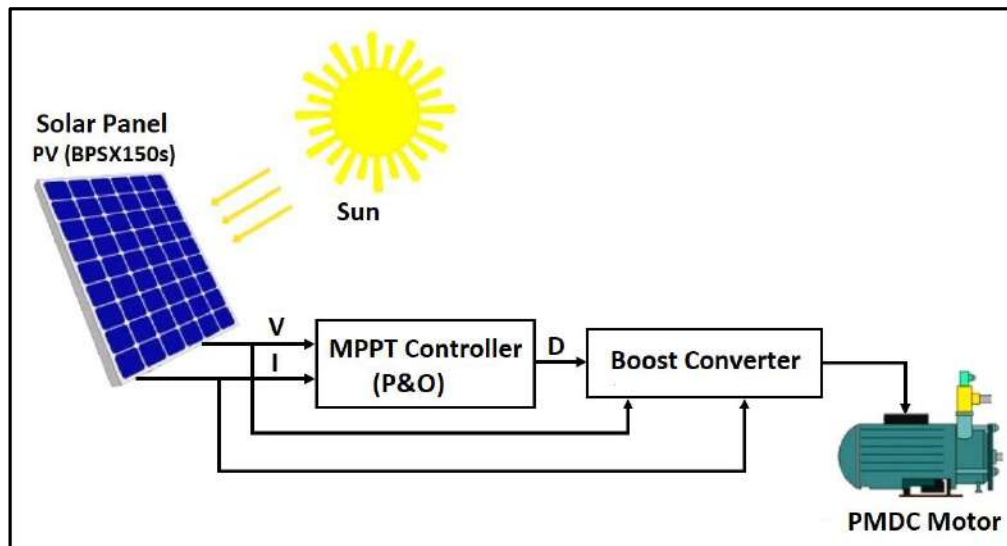 Solar Panel
PV (BPSX150s)
Sun
V
I
MPPT Controller
(P&O)
D
Boost Converter
PMDC Motor